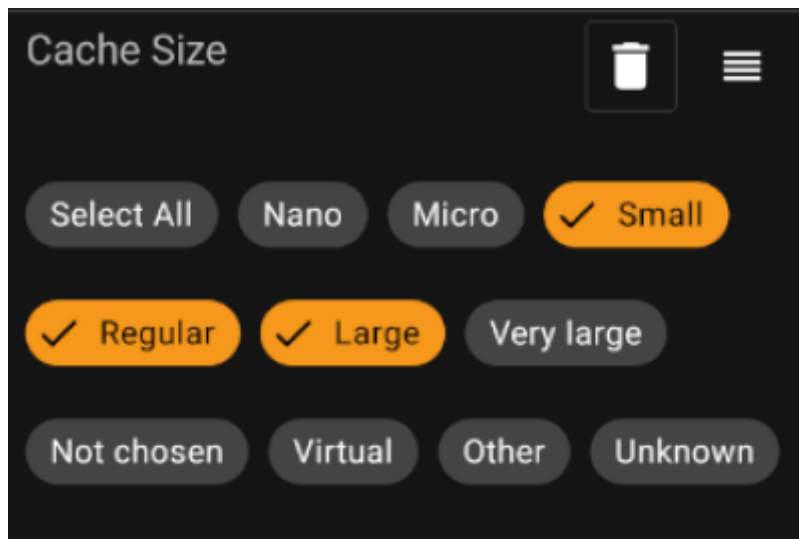 Cache Size
Select All Nano Micro Small
Regular Large Very large
Not chosen Virtual Other Unknown